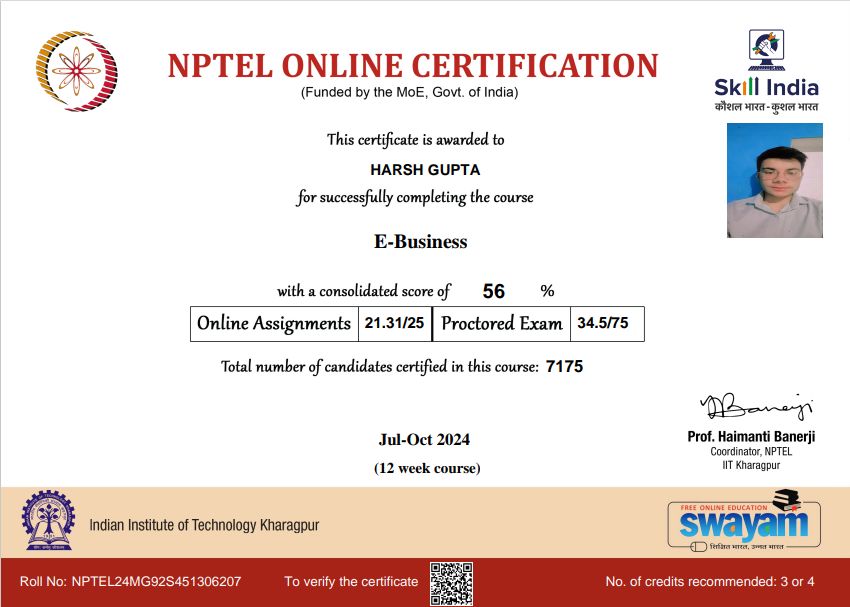 NPTEL ONLINE CERTIFICATION
(Funded by the MoE, Govt. of India)
Skill India
कौशल भारत - कुशल भारत
This certificate is awarded to
HARSH GUPTA
for successfully completing the course
E-Business
with a consolidated score of 56 %
Online Assignments 21.31/25 Proctored Exam 34.5/75
Total number of candidates certified in this course: 7175
Jul-Oct 2024
(12 week course)
Prof. Haimanti Banerji
Coordinator, NPTEL
IIT Kharagpur
Indian Institute of Technology Kharagpur
FREE ONLINE EDUCATION
swayam
शिक्षित भारत, उन्नत भारत
Roll No: NPTEL24MG92S451306207 To verify the certificate No. of credits recommended: 3 or 4